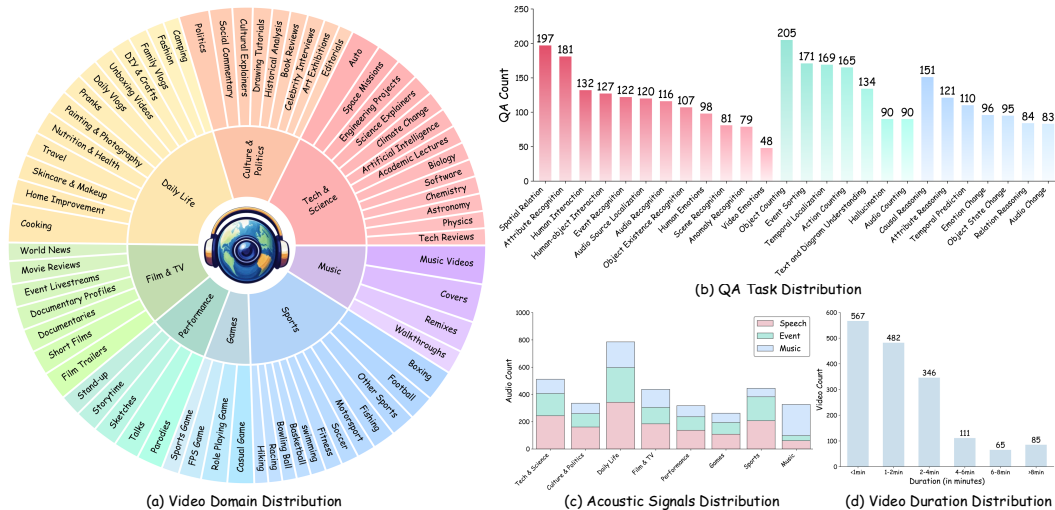 Politics
Social Commentary
Cultural Explainers
Drawing Tutorials
Historical Analysis
Book Reviews
Celebrity Interviews
Art Exhibitions
Editorials
Auto
Space Missions
Engineering Projects
Science Explainers
Climate Change
Artificial Intelligence
Academic Lectures
Biology
Software
Chemistry
Astronomy
Physics
Tech Reviews
Music Videos
Covers
Remixes
Walkthroughs
Boxing
Football
Other Sports
Fishing
Motorsport
Soccer
Fitness
swimming
Basketball
Bowling Ball
Racing
Hiking
Casual Game
Role Playing Game
FPS Game
Sports Game
Parodies
Talks
Sketches
Storytime
Stand-up
Film Trailers
Short Films
Documentaries
Documentary Profiles
Event Livestreams
Movie Reviews
World News
Cooking
Home Improvement
Skincare & Makeup
Travel
Nutrition & Health
Painting & Photography
Pranks
Daily Vlogs
Unboxing Videos
DIY & Crafts
Family Vlogs
Fashion
Camping
Culture &
Politics
Tech &
Science
Music
Sports
Games
Performance
Film & TV
Daily Life
(a) Video Domain Distribution
QA Count
250
200
150
100
50
0
197
181
132
127
122
120
116
107
98
81
79
48
205
171
169
165
134
90
90
151
121
110
96
95
84
83
Spatial Relation
Attribute Recognition
Human Interaction
Human-object Interaction
Event Recognition
Audio Source Localization
Audio Recognition
Object Existence Recognition
Human Emotions
Scene Recognition
Anomaly Recognition
Video Emotions
Object Counting
Event Sorting
Temporal Localization
Action Counting
Text and Diagram Understanding
Hallucination
Audio Counting
Causal Reasoning
Attribute Reasoning
Temporal Prediction
Emotion Change
Object State Change
Relation Reasoning
Audio Change
(b) QA Task Distribution
Audio Count
1000
800
600
400
200
0
Speech
Event
Music
Tech & Science
Culture & Politics
Daily Life
Film & TV
Performance
Games
Sports
Music
(c) Acoustic Signals Distribution
Video Count
600
500
400
300
200
100
0
567
482
346
111
65
85
<1min
1-2min
2-4min
4-6min
6-8min
>8min
Duration (in minutes)
(d) Video Duration Distribution